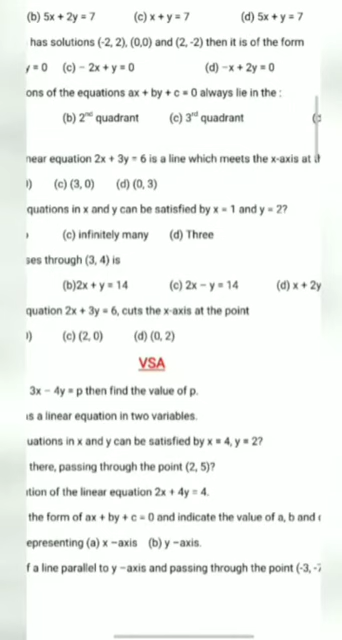 (b) 5x + 2y = 7 (c) x + y = 7 (d) 5x + y = 7
has solutions (-2, 2), (0,0) and (2, -2) then it is of the form
y = 0 (c) – 2x + y = 0 (d) –x + 2y = 0
ons of the equations ax + by + c = 0 always lie in the :
(b) 2nd quadrant (c) 3rd quadrant
near equation 2x + 3y = 6 is a line which meets the x-axis at
) (c) (3, 0) (d) (0, 3)
quations in x and y can be satisfied by x = 1 and y = 2?
(c) infinitely many (d) Three
ses through (3, 4) is
(b)2x + y = 14 (c) 2x – y = 14 (d) x + 2y
quation 2x + 3y = 6, cuts the x-axis at the point
) (c) (2, 0) (d) (0, 2)
VSA
3x – 4y = p then find the value of p.
is a linear equation in two variables.
uations in x and y can be satisfied by x = 4, y = 2?
there, passing through the point (2, 5)?
tion of the linear equation 2x + 4y = 4.
the form of ax + by + c = 0 and indicate the value of a, b and
epresenting (a) x –axis (b) y –axis.
f a line parallel to y –axis and passing through the point (-3, -7